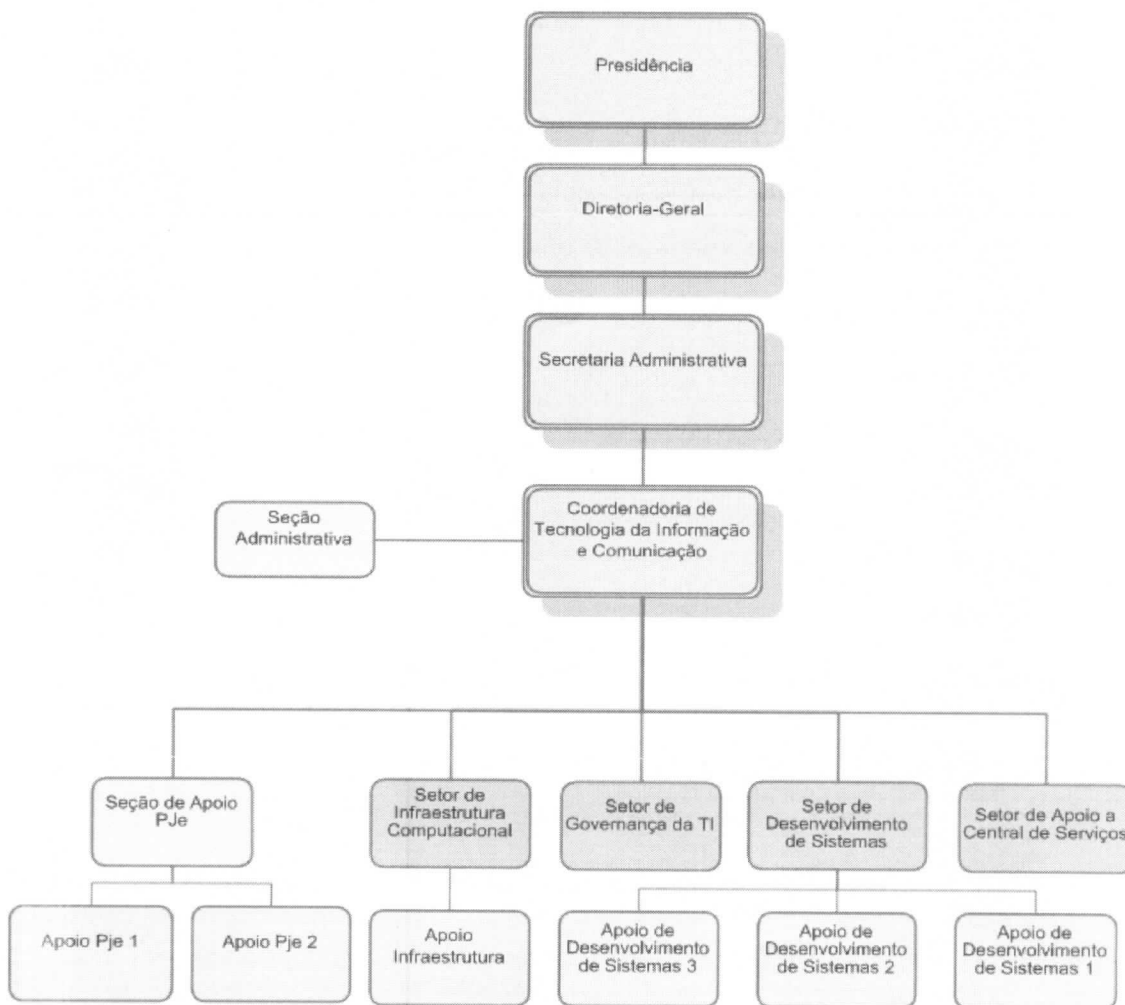 Presidência
Diretoria-Geral
Secretaria Administrativa
Coordenadoria de
Tecnologia da Informação
e Comunicação
Seção
Administrativa
Seção de Apoio
PJe
Setor de
Infraestrutura
Computacional
Setor de
Governança da TI
Setor de
Desenvolvimento
de Sistemas
Setor de Apoio a
Central de Serviços
Apoio Pje 1
Apoio Pje 2
Apoio
Infraestrutura
Apoio de
Desenvolvimento
de Sistemas 3
Apoio de
Desenvolvimento
de Sistemas 2
Apoio de
Desenvolvimento
de Sistemas 1